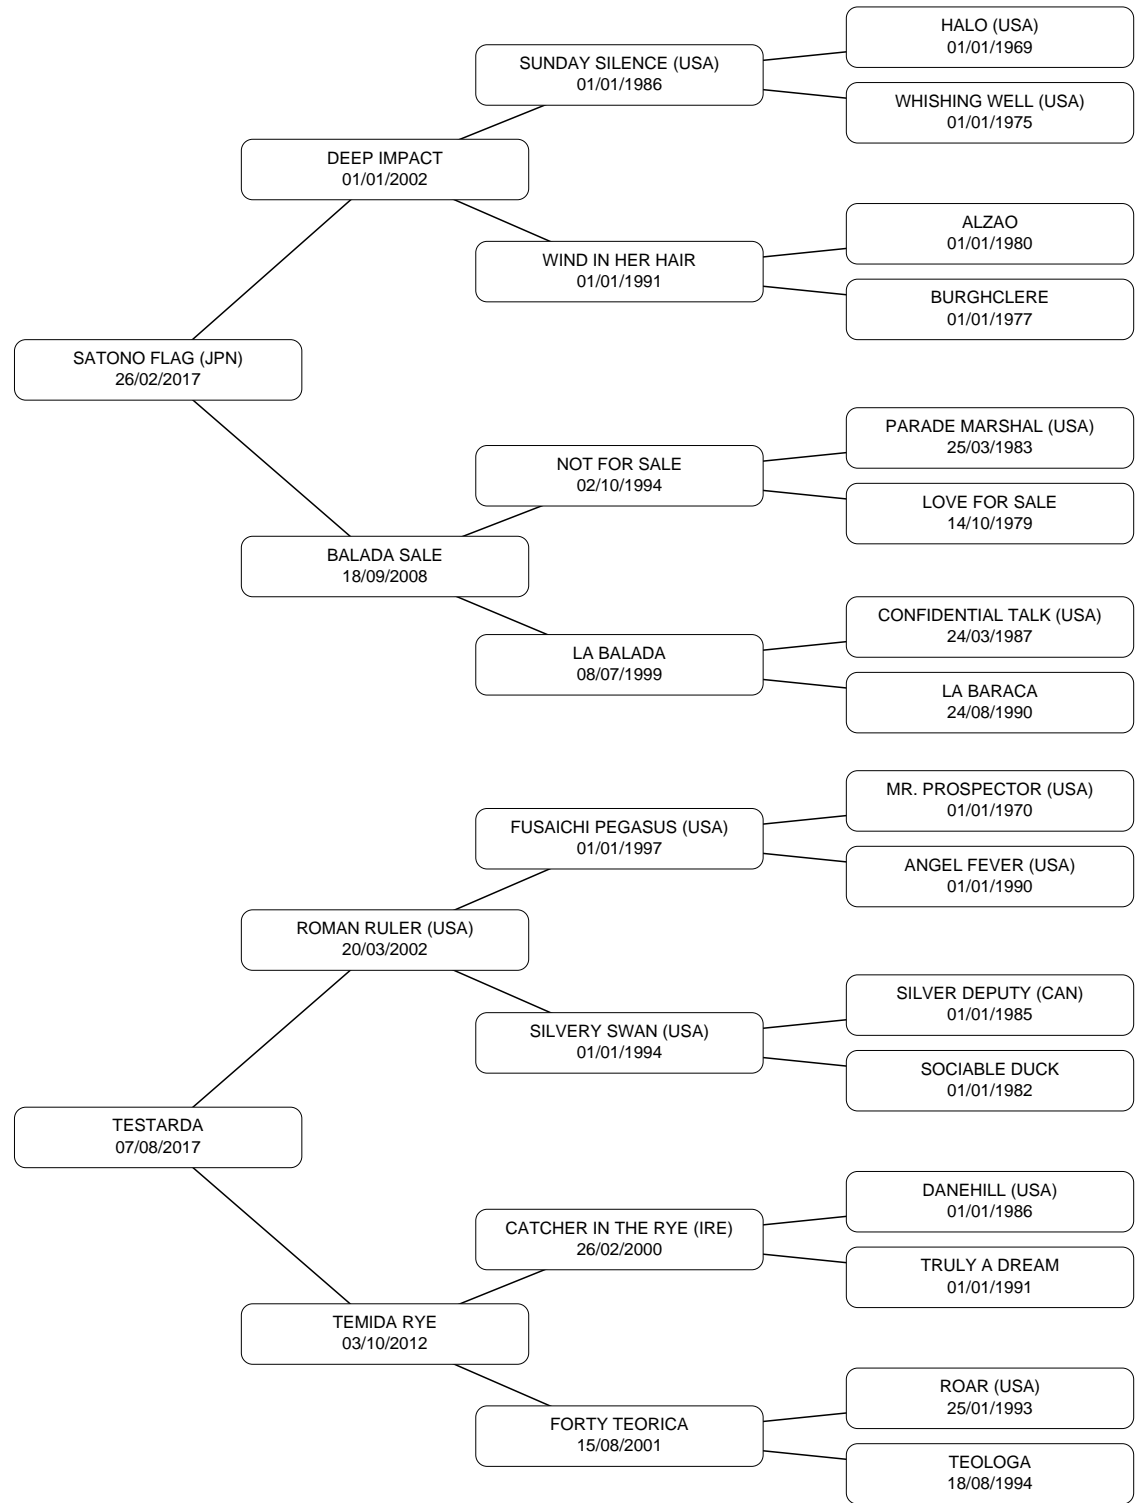 HALO (USA)
01/01/1969
SUNDAY SILENCE (USA)
01/01/1986
WHISHING WELL (USA)
01/01/1975
DEEP IMPACT
01/01/2002
ALZAO
01/01/1980
WIND IN HER HAIR
01/01/1991
BURGHCLERE
01/01/1977
SATONO FLAG (JPN)
26/02/2017
PARADE MARSHAL (USA)
25/03/1983
NOT FOR SALE
02/10/1994
LOVE FOR SALE
14/10/1979
BALADA SALE
18/09/2008
CONFIDENTIAL TALK (USA)
24/03/1987
LA BALADA
08/07/1999
LA BARACA
24/08/1990
MR. PROSPECTOR (USA)
01/01/1970
FUSAICHI PEGASUS (USA)
01/01/1997
ANGEL FEVER (USA)
01/01/1990
ROMAN RULER (USA)
20/03/2002
SILVER DEPUTY (CAN)
01/01/1985
SILVERY SWAN (USA)
01/01/1994
SOCIABLE DUCK
01/01/1982
TESTARDA
07/08/2017
DANEHILL (USA)
01/01/1986
CATCHER IN THE RYE (IRE)
26/02/2000
TRULY A DREAM
01/01/1991
TEMIDA RYE
03/10/2012
ROAR (USA)
25/01/1993
FORTY TEORICA
15/08/2001
TEOLOGA
18/08/1994